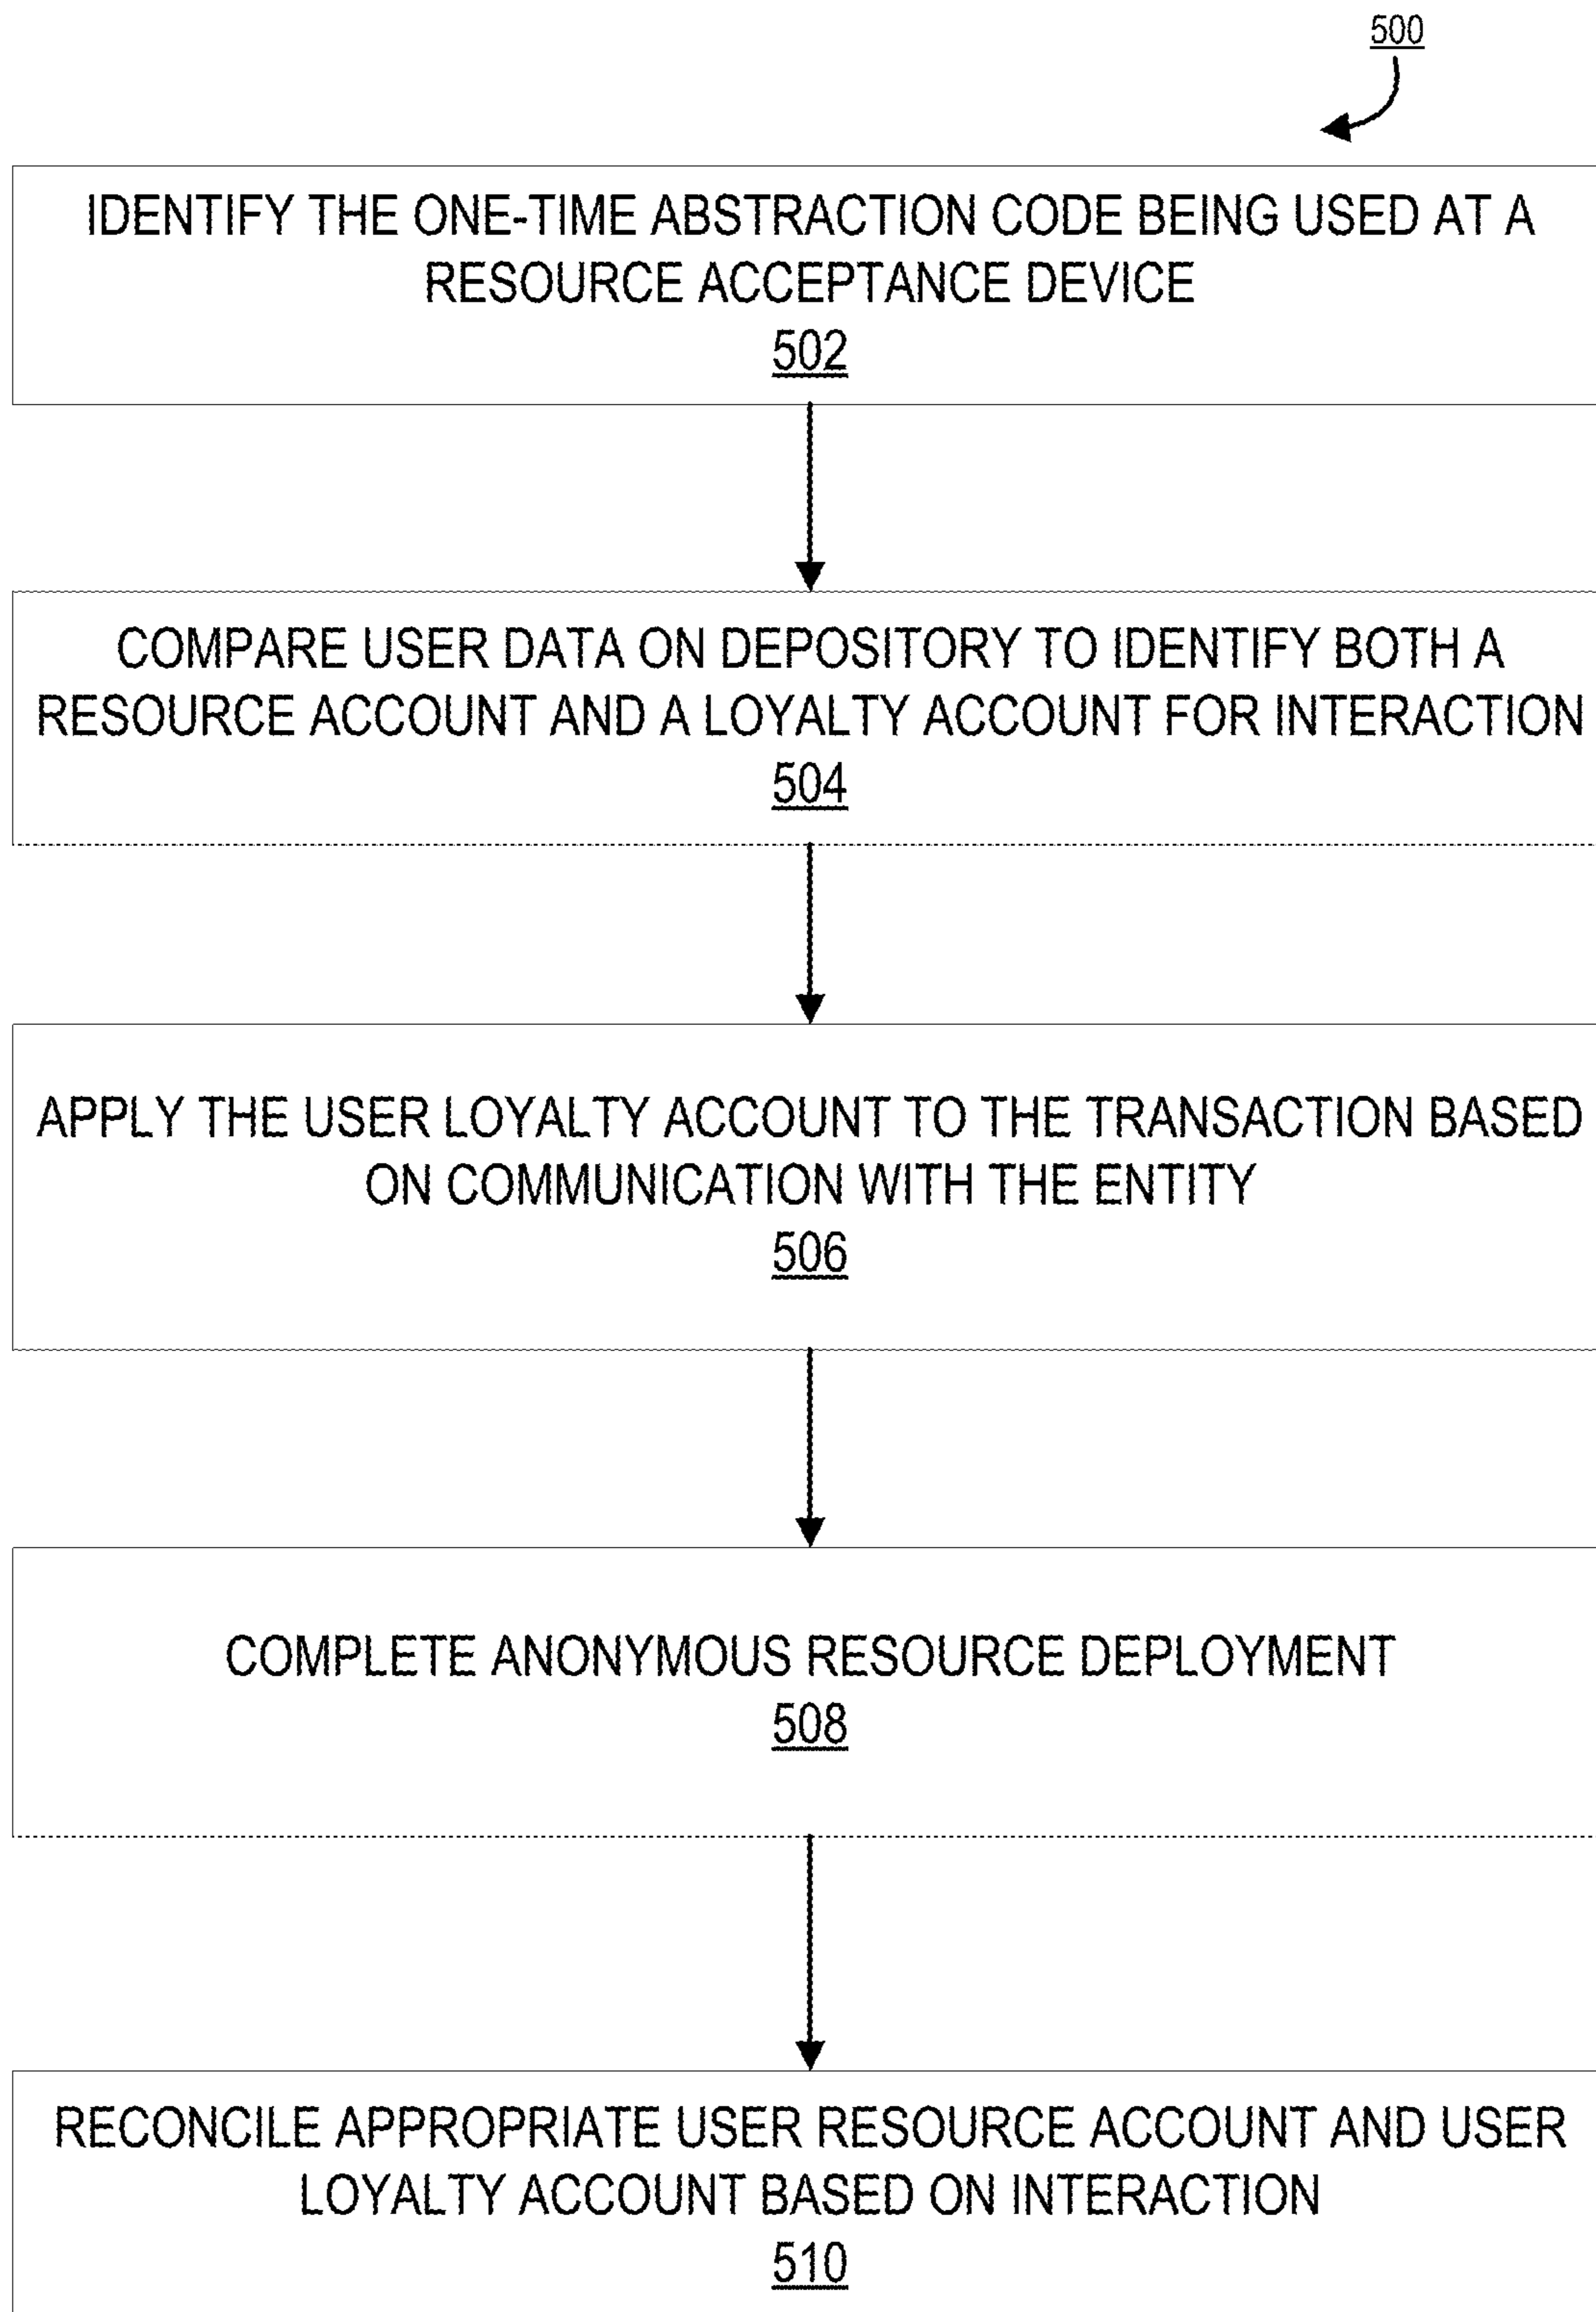 500
IDENTIFY THE ONE-TIME ABSTRACTION CODE BEING USED AT A
RESOURCE ACCEPTANCE DEVICE
502
COMPARE USER DATA ON DEPOSITORY TO IDENTIFY BOTH A
RESOURCE ACCOUNT AND A LOYALTY ACCOUNT FOR INTERACTION
504
APPLY THE USER LOYALTY ACCOUNT TO THE TRANSACTION BASED
ON COMMUNICATION WITH THE ENTITY
506
COMPLETE ANONYMOUS RESOURCE DEPLOYMENT
508
RECONCILE APPROPRIATE USER RESOURCE ACCOUNT AND USER
LOYALTY ACCOUNT BASED ON INTERACTION
510